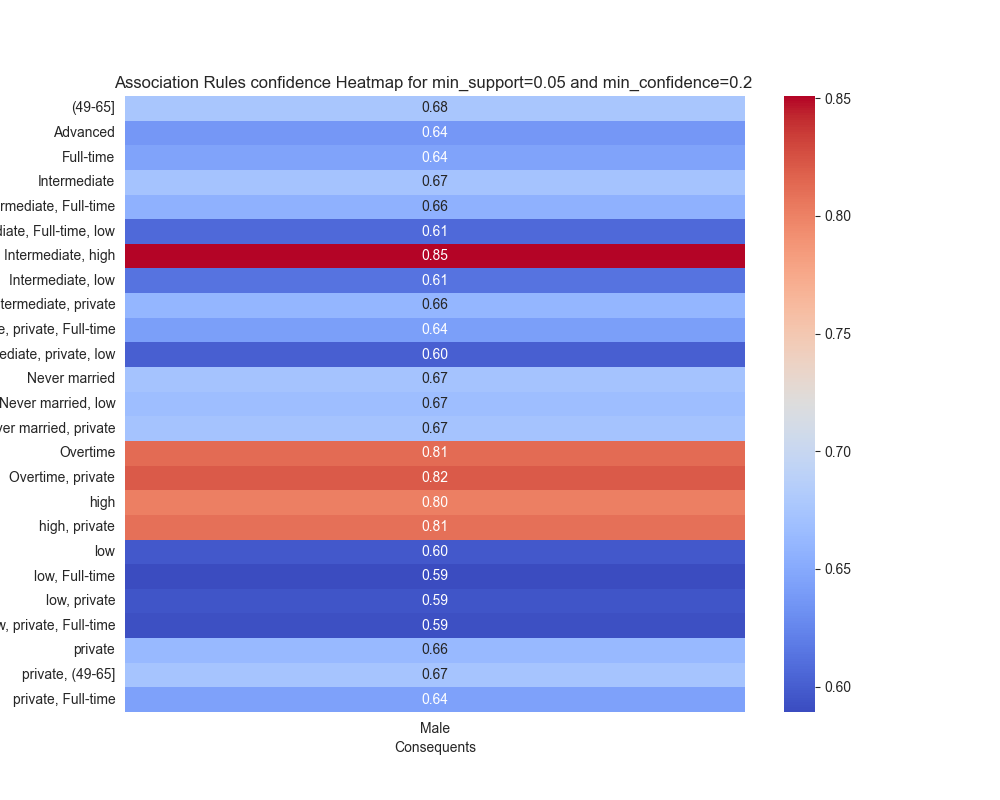 Association Rules confidence Heatmap for min_support=0.05 and min_confidence=0.2
(49-65] 0.68
Advanced 0.64
Full-time 0.64
Intermediate 0.67
rmediate, Full-time 0.66
diate, Full-time, low 0.61
Intermediate, high 0.85
Intermediate, low 0.61
termediate, private 0.66
e, private, Full-time 0.64
ediate, private, low 0.60
Never married 0.67
Never married, low 0.67
ver married, private 0.67
Overtime 0.81
Overtime, private 0.82
high 0.80
high, private 0.81
low 0.60
low, Full-time 0.59
low, private 0.59
w, private, Full-time 0.59
private 0.66
private, (49-65] 0.67
private, Full-time 0.64
Male
Consequents
0.85
0.80
0.75
0.70
0.65
0.60